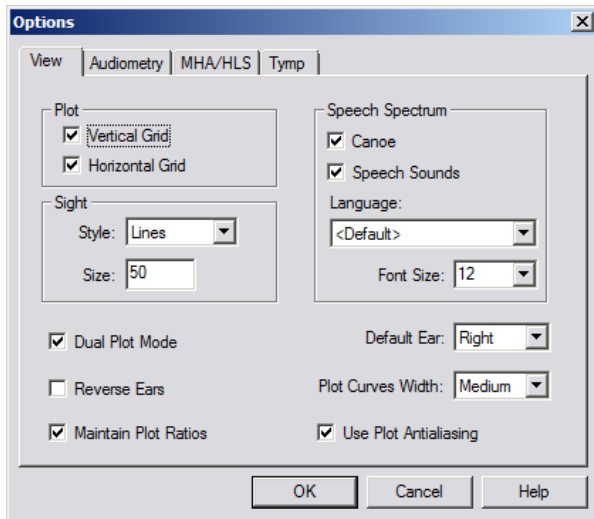 Options
View Audiometry MHA/HLS Tymp
Plot
Vertical Grid
Horizontal Grid
Sight
Style: Lines
Size: 50
Speech Spectrum
Canoe
Speech Sounds
Language:
<Default>
Font Size: 12
Dual Plot Mode
Default Ear: Right
Reverse Ears
Plot Curves Width: Medium
Maintain Plot Ratios
Use Plot Antialiasing
OK Cancel Help